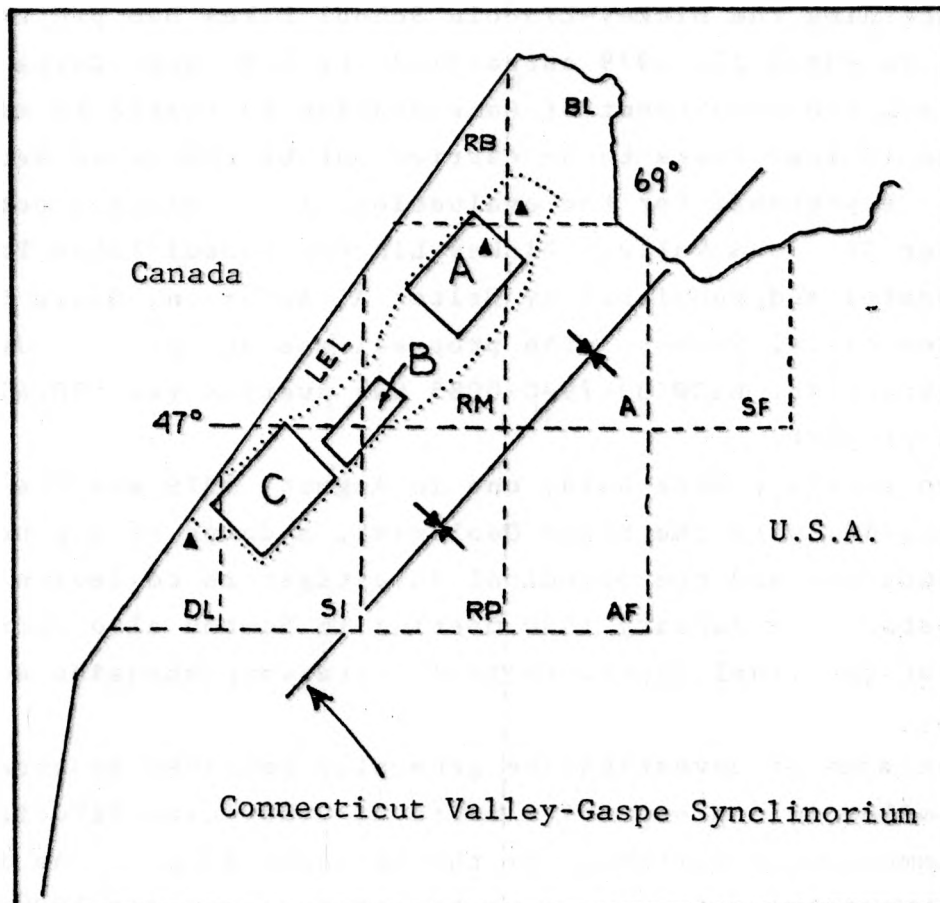 BL
RB
69°
A
Canada
LEL
B
RM
A
SF
47°
C
U.S.A.
DL
SI
RP
AF
Connecticut Valley-Gaspe Synclinorium